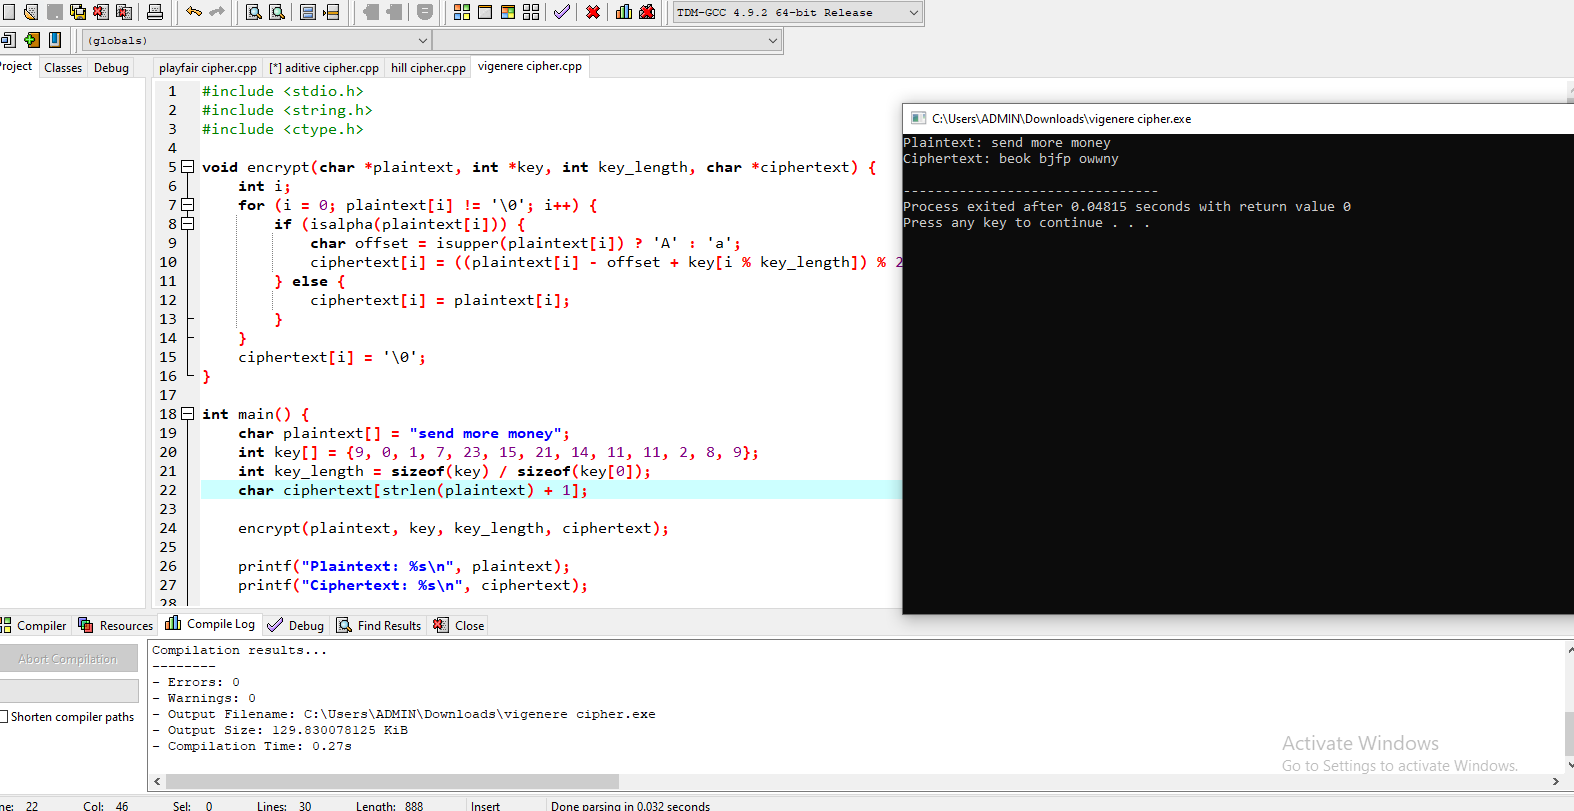 TDM-GCC 4.9.2 64-bit Release
(globals)
roject Classes Debug
playfair cipher.cpp [*] aditive cipher.cpp hill cipher.cpp vigenere cipher.cpp
1 #include <stdio.h>
2 #include <string.h>
3 #include <ctype.h>
4
5 void encrypt(char *plaintext, int *key, int key_length, char *ciphertext) {
6 int i;
7 for (i = 0; plaintext[i] != '\0'; i++) {
8 if (isalpha(plaintext[i])) {
9 char offset = isupper(plaintext[i]) ? 'A' : 'a';
10 ciphertext[i] = ((plaintext[i] - offset + key[i % key_length]) % 2
11 } else {
12 ciphertext[i] = plaintext[i];
13 }
14 }
15 ciphertext[i] = '\0';
16 }
17
18 int main() {
19 char plaintext[] = "send more money";
20 int key[] = {9, 0, 1, 7, 23, 15, 21, 14, 11, 11, 2, 8, 9};
21 int key_length = sizeof(key) / sizeof(key[0]);
22 char ciphertext[strlen(plaintext) + 1];
23
24 encrypt(plaintext, key, key_length, ciphertext);
25
26 printf("Plaintext: %s\n", plaintext);
27 printf("Ciphertext: %s\n", ciphertext);
28
C:\Users\ADMIN\Downloads\vigenere cipher.exe
Plaintext: send more money
Ciphertext: beok bjfp owwny
--------------------------------
Process exited after 0.04815 seconds with return value 0
Press any key to continue . . .
Compiler Resources Compile Log Debug Find Results Close
Abort Compilation
Shorten compiler paths
Compilation results...
--------
- Errors: 0
- Warnings: 0
- Output Filename: C:\Users\ADMIN\Downloads\vigenere cipher.exe
- Output Size: 129.830078125 KiB
- Compilation Time: 0.27s
Activate Windows
Go to Settings to activate Windows.
ne: 22 Col: 46 Sel: 0 Lines: 30 Length: 888 Insert Done parsing in 0.032 seconds